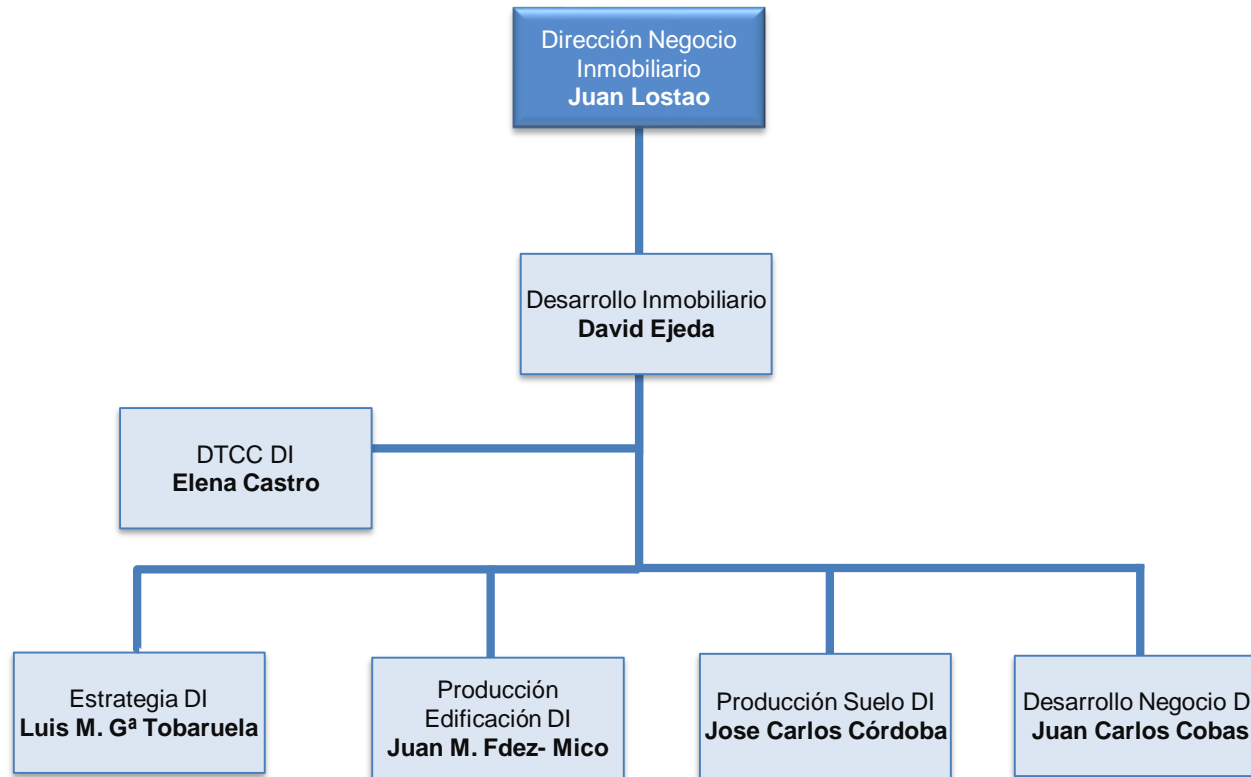 Dirección Negocio
Inmobiliario
Juan Lostao
Desarrollo Inmobiliario
David Ejeda
DTCC DI
Elena Castro
Estrategia DI
Luis M. Gª Tobaruela
Producción
Edificación DI
Juan M. Fdez- Mico
Producción Suelo DI
Jose Carlos Córdoba
Desarrollo Negocio D
Juan Carlos Cobas